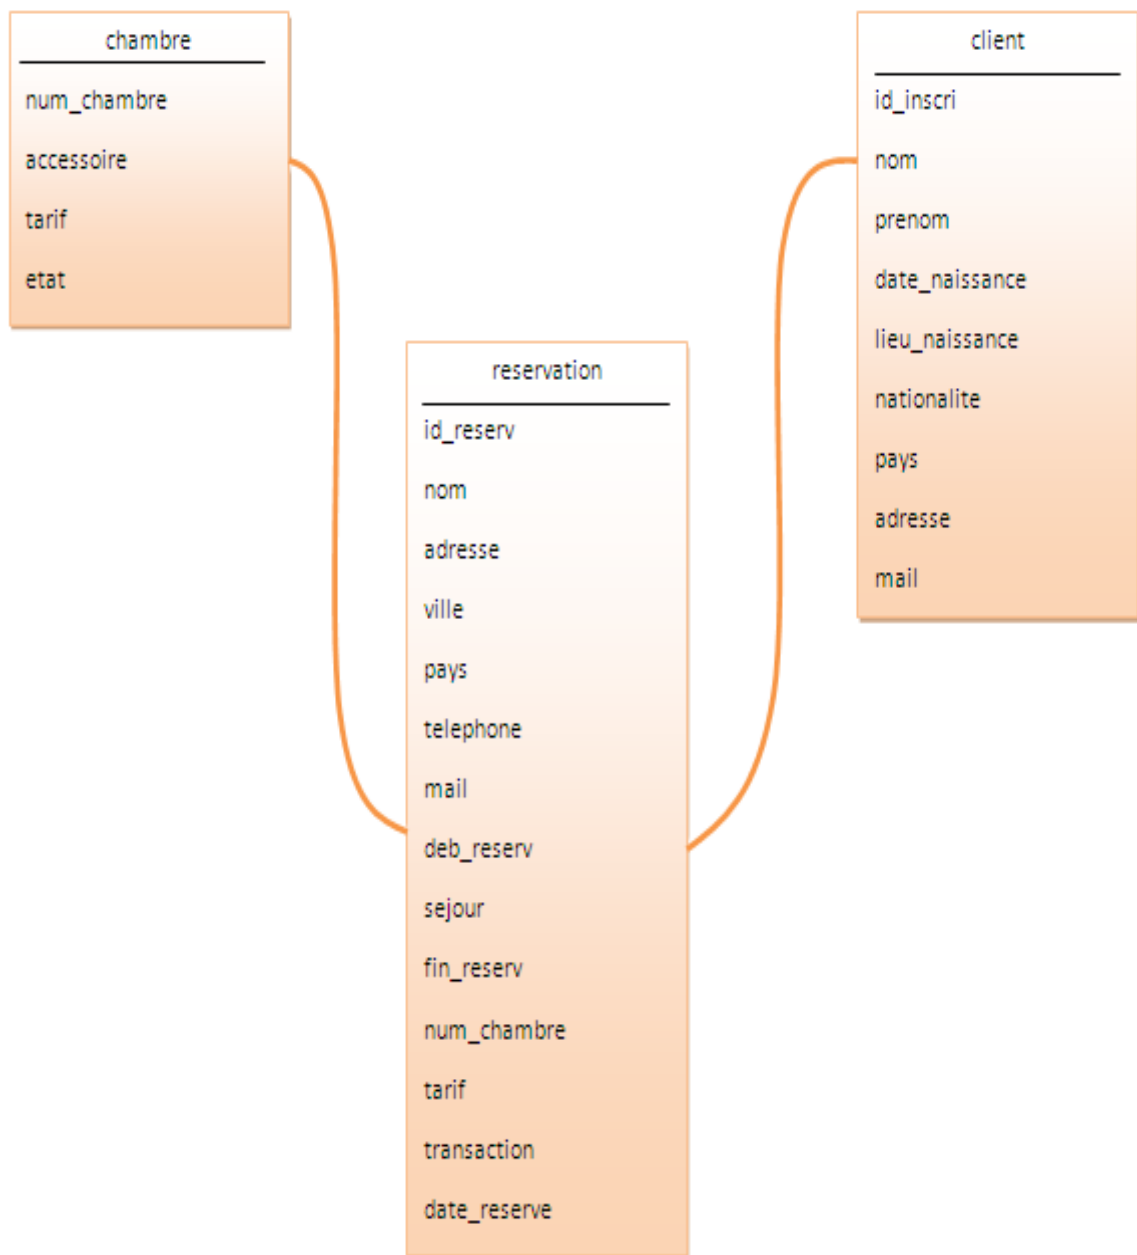 chambre
num_chambre
accessoire
tarif
etat
client
id_inscri
nom
prenom
date_naissance
lieu_naissance
nationalite
pays
adresse
mail
reservation
id_reserv
nom
adresse
ville
pays
telephone
mail
deb_reserv
sejour
fin_reserv
num_chambre
tarif
transaction
date_reserve